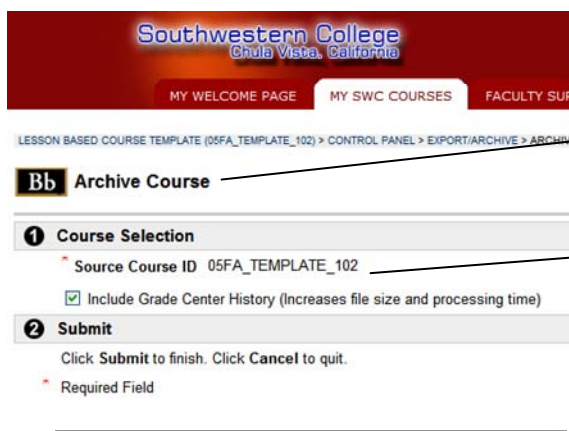 Southwestern College
Chula Vista, California
MY WELCOME PAGE MY SWC COURSES FACULTY SUP
LESSON BASED COURSE TEMPLATE (05FA_TEMPLATE_102) > CONTROL PANEL > EXPORT/ARCHIVE > ARCHIV
Bb Archive Course
1 Course Selection
* Source Course ID 05FA_TEMPLATE_102
Include Grade Center History (Increases file size and processing time)
2 Submit
Click Submit to finish. Click Cancel to quit.
* Required Field